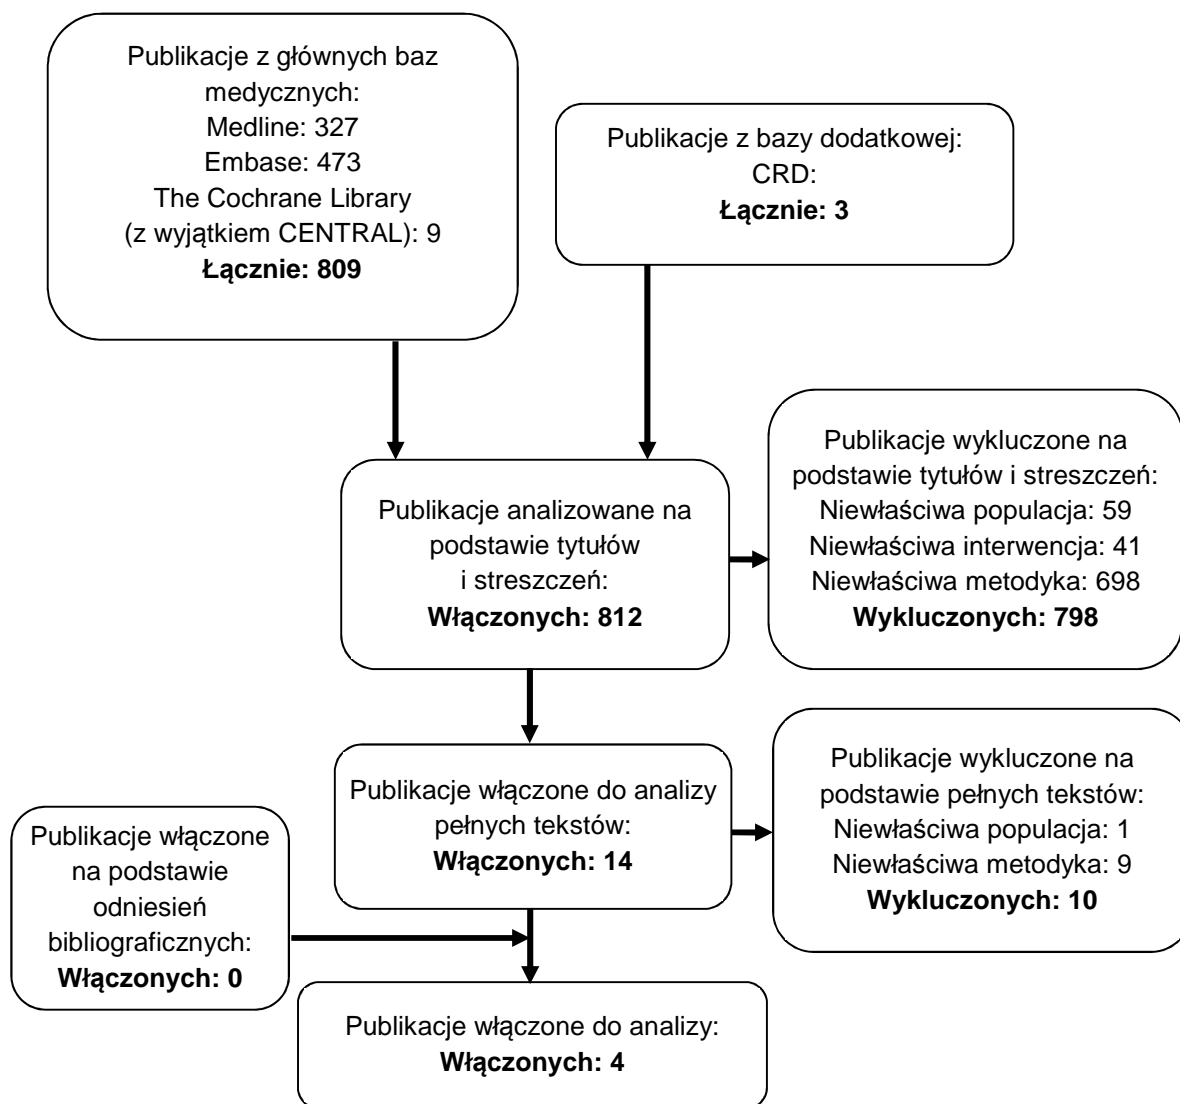 Publikacje z głównych baz
medycznych:
Medline: 327
Embase: 473
The Cochrane Library
(z wyjątkiem CENTRAL): 9
Łącznie: 809
Publikacje z bazy dodatkowej:
CRD:
Łącznie: 3
Publikacje analizowane na
podstawie tytułów
i streszczeń:
Włączonych: 812
Publikacje wykluczone na
podstawie tytułów i streszczeń:
Niewłaściwa populacja: 59
Niewłaściwa interwencja: 41
Niewłaściwa metodyka: 698
Wykluczonych: 798
Publikacje włączone do analizy
pełnych tekstów:
Włączonych: 14
Publikacje wykluczone na
podstawie pełnych tekstów:
Niewłaściwa populacja: 1
Niewłaściwa metodyka: 9
Wykluczonych: 10
Publikacje włączone
na podstawie
odniesień
bibliograficznych:
Włączonych: 0
Publikacje włączone do analizy:
Włączonych: 4